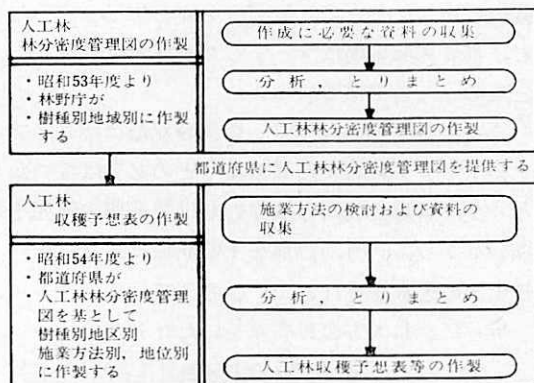 人工林
林分密度管理図の作製
・昭和53年度より
・林野庁が
・樹種別地域別に作製
する
作成に必要な資料の収集
分析，とりまとめ
人工林林分密度管理図の作製
都道府県に人工林林分密度管理図を提供する
人工林
収穫予想表の作製
・昭和54年度より
・都道府県が
・人工林林分密度管理
図を基として
樹種別地区別
施業方法別、地位別
に作製する
施業方法の検討および資料の
収集
分析，とりまとめ
人工林収穫予想表等の作製